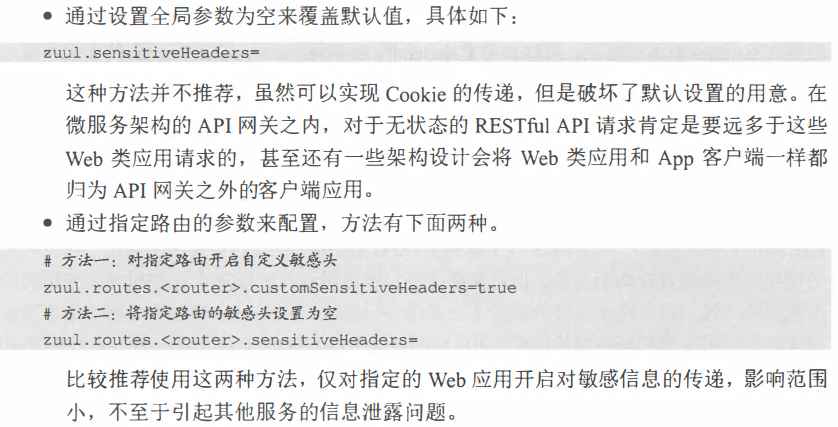 ● 通过设置全局参数为空来覆盖默认值，具体如下：
zuul.sensitiveHeaders=
这种方法并不推荐，虽然可以实现 Cookie 的传递，但是破坏了默认设置的用意。在
微服务架构的 API 网关之内，对于无状态的 RESTful API 请求肯定是要远多于这些
Web 类应用请求的，甚至还有一些架构设计会将 Web 类应用和 App 客户端一样都
归为 API 网关之外的客户端应用。
● 通过指定路由的参数来配置，方法有下面两种。
# 方法一：对指定路由开启自定义敏感头
zuul.routes.<router>.customSensitiveHeaders=true
# 方法二：将指定路由的敏感头设置为空
zuul.routes.<router>.sensitiveHeaders=
比较推荐使用这两种方法，仅对指定的 Web 应用开启对敏感信息的传递，影响范围
小，不至于引起其他服务的信息泄露问题。